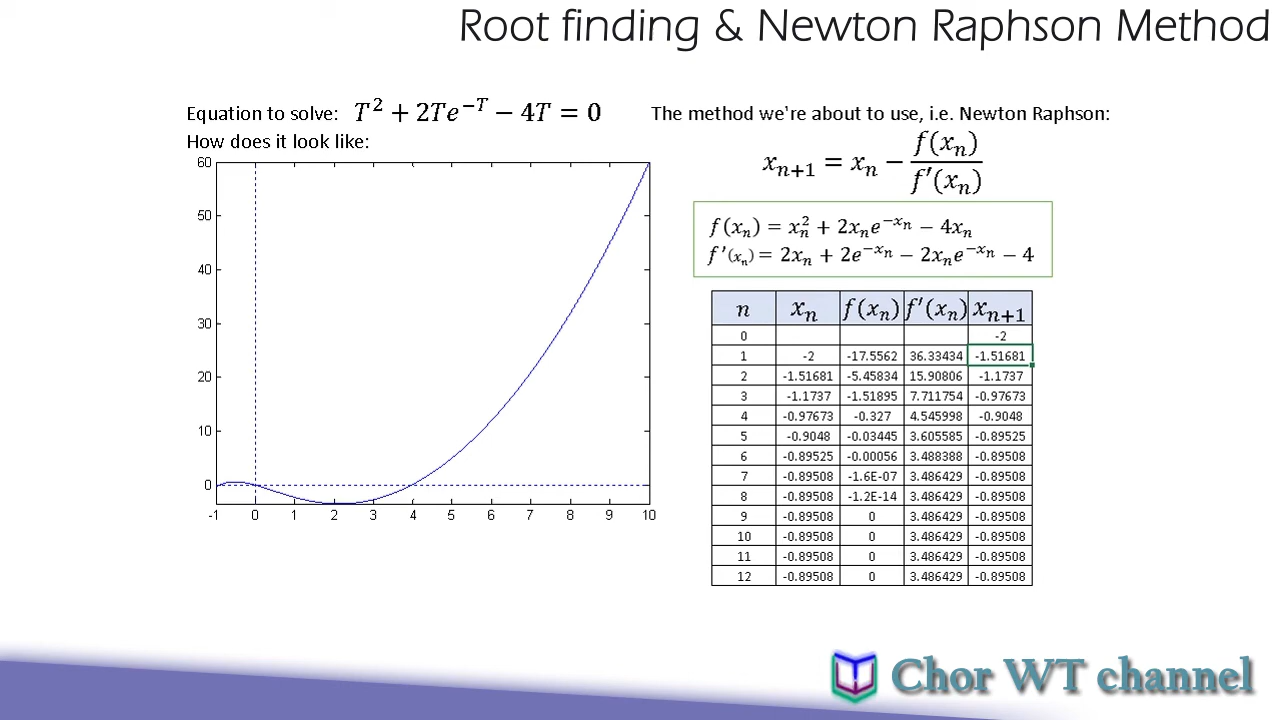 Root finding & Newton Raphson Method
Equation to solve: T² + 2Te⁻ᵀ − 4T = 0
How does it look like:
60
50
40
30
20
10
0
-1 0 1 2 3 4 5 6 7 8 9 10
The method we're about to use, i.e. Newton Raphson:
xₙ₊₁ = xₙ − f(xₙ)/f′(xₙ)
f(xₙ) = xₙ² + 2xₙe^(−xₙ) − 4xₙ
f′(xₙ) = 2xₙ + 2e^(−xₙ) − 2xₙe^(−xₙ) − 4
n xₙ f(xₙ) f′(xₙ) xₙ₊₁
0 -2
1 -2 -17.5562 36.33434 -1.51681
2 -1.51681 -5.45834 15.90806 -1.1737
3 -1.1737 -1.51895 7.711754 -0.97673
4 -0.97673 -0.327 4.545998 -0.9048
5 -0.9048 -0.03445 3.605585 -0.89525
6 -0.89525 -0.00056 3.488388 -0.89508
7 -0.89508 -1.6E-07 3.486429 -0.89508
8 -0.89508 -1.2E-14 3.486429 -0.89508
9 -0.89508 0 3.486429 -0.89508
10 -0.89508 0 3.486429 -0.89508
11 -0.89508 0 3.486429 -0.89508
12 -0.89508 0 3.486429 -0.89508
Chor WT channel